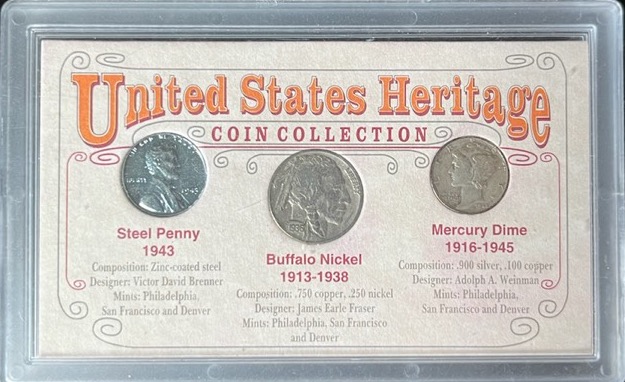 United States Heritage
COIN COLLECTION
Steel Penny
1943
Composition: Zinc-coated steel
Designer: Victor David Brenner
Mints: Philadelphia,
San Francisco and Denver
Buffalo Nickel
1913-1938
Composition: .750 copper, .250 nickel
Designer: James Earle Fraser
Mints: Philadelphia, San Francisco
and Denver
Mercury Dime
1916-1945
Composition: .900 silver, .100 copper
Designer: Adolph A. Weinman
Mints: Philadelphia,
San Francisco and Denver